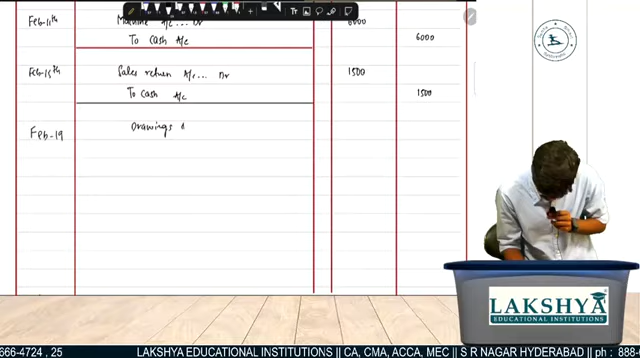 Feb-11th Machine A/c ... Dr 6000
To Cash A/c 6000
Feb-15th Sales return A/c ... Dr 1500
To Cash A/c 1500
Feb-19 Drawings
LAKSHYA
EDUCATIONAL INSTITUTIONS
666-4724 , 25 LAKSHYA EDUCATIONAL INSTITUTIONS || CA, CMA, ACCA, MEC || S R NAGAR HYDERABAD || ph : 888-